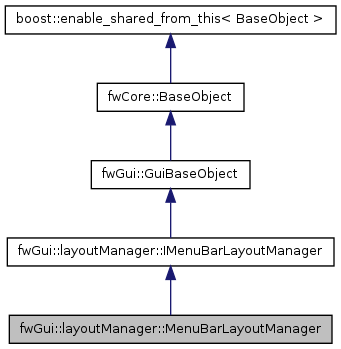 boost::enable_shared_from_this< BaseObject >
fwCore::BaseObject
fwGui::GuiBaseObject
fwGui::layoutManager::IMenuBarLayoutManager
fwGui::layoutManager::MenuBarLayoutManager